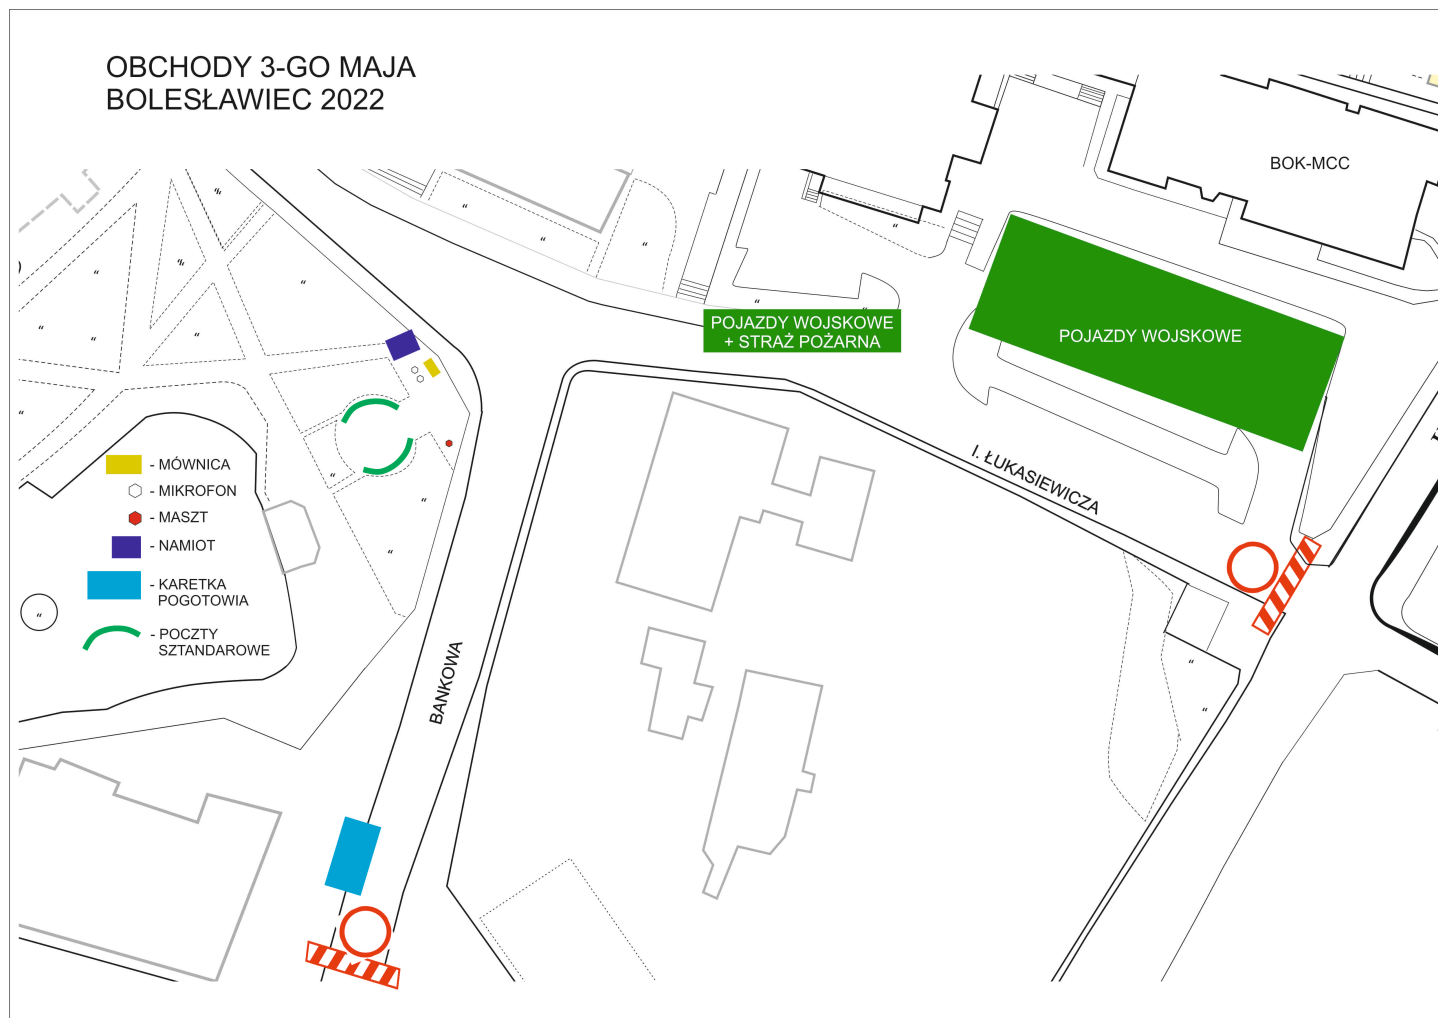 OBCHODY 3-GO MAJA
BOLESŁAWIEC 2022
BOK-MCC
POJAZDY WOJSKOWE
+ STRAŻ POŻARNA
POJAZDY WOJSKOWE
I. ŁUKASIEWICZA
- MÓWNICA
- MIKROFON
- MASZT
- NAMIOT
- KARETKA
POGOTOWIA
- POCZTY
SZTANDAROWE
BANKOWA